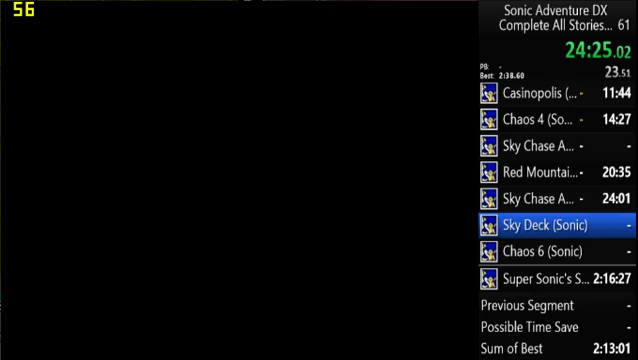 56
Sonic Adventure DX
Complete All Stories... 61
24:25.02
PB: -
Best: 2:38.60
23.51
Casinopolis (... - 11:44
Chaos 4 (So... - 14:27
Sky Chase A... - -
Red Mountai... - 20:35
Sky Chase A... - 24:01
Sky Deck (Sonic) -
Chaos 6 (Sonic) -
Super Sonic's S... 2:16:27
Previous Segment -
Possible Time Save -
Sum of Best 2:13:01